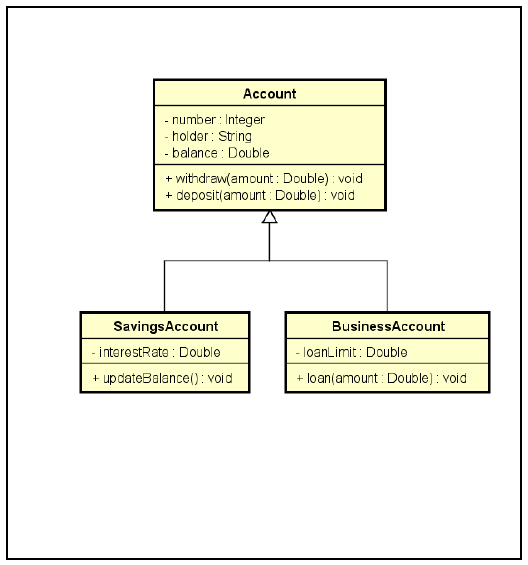 Account
- number : Integer
- holder : String
- balance : Double
+ withdraw(amount : Double) : void
+ deposit(amount : Double) : void
SavingsAccount
- interestRate : Double
+ updateBalance() : void
BusinessAccount
- loanLimit : Double
+ loan(amount : Double) : void